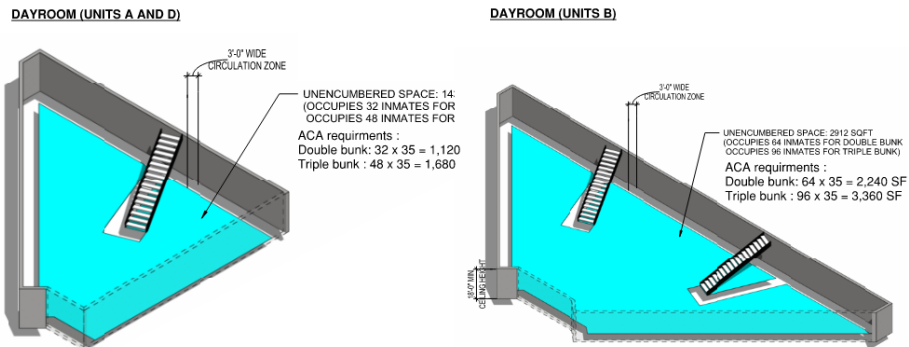 DAYROOM (UNITS A AND D)
3'-0" WIDE
CIRCULATION ZONE
UNENCUMBERED SPACE: 143
(OCCUPIES 32 INMATES FOR
OCCUPIES 48 INMATES FOR
ACA requirments :
Double bunk: 32 x 35 = 1,120
Triple bunk : 48 x 35 = 1,680
DAYROOM (UNITS B)
3'-0" WIDE
CIRCULATION ZONE
UNENCUMBERED SPACE: 2912 SQFT
(OCCUPIES 64 INMATES FOR DOUBLE BUNK
OCCUPIES 96 INMATES FOR TRIPLE BUNK)
ACA requirments :
Double bunk: 64 x 35 = 2,240 SF
Triple bunk : 96 x 35 = 3,360 SF
18'-0" MIN.
CEILING HEIGHT